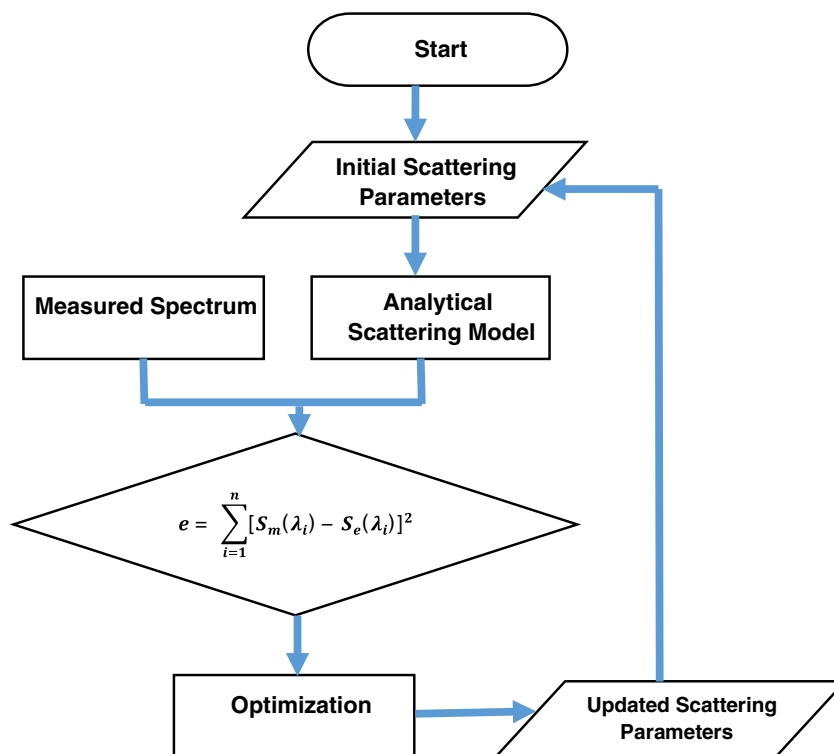 Start
Initial Scattering
Parameters
Measured Spectrum
Analytical
Scattering Model
e = \sum_{i=1}^{n} [S_m(λ_i) − S_e(λ_i)]^2
Optimization
Updated Scattering
Parameters